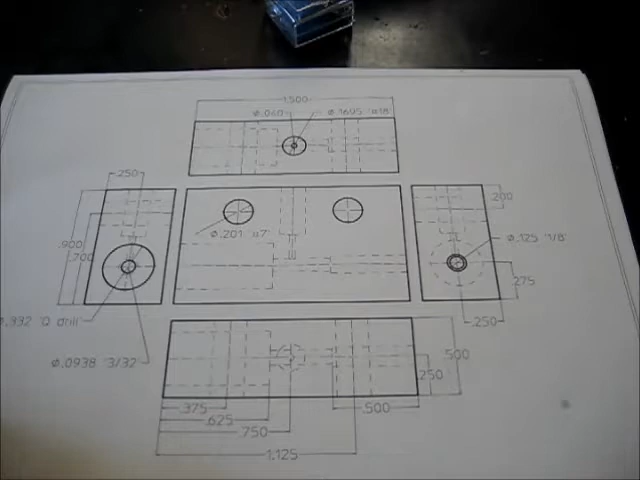 1.500
Ø.040 Ø.1695 "#18"
.250
.200
Ø.201 "#7"
Ø.125 "1/8"
.900
.700
.275
.332 "Q drill"
.250
Ø.0938 "3/32"
.500
.250
.375
.500
.625
.750
1.125